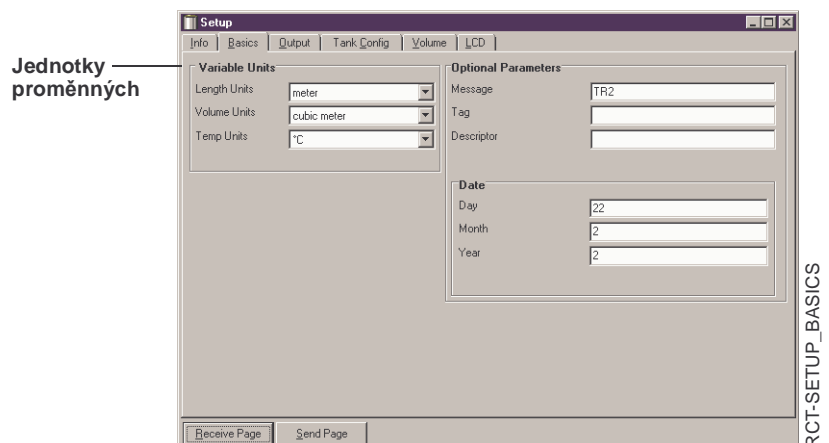 Setup
Info Basics Output Tank Config Volume LCD
Jednotky
proměnných
Variable Units
Length Units meter
Volume Units cubic meter
Temp Units °C
Optional Parameters
Message TR2
Tag
Descriptor
Date
Day 22
Month 2
Year 2
Receive Page Send Page
RCT-SETUP_BASICS